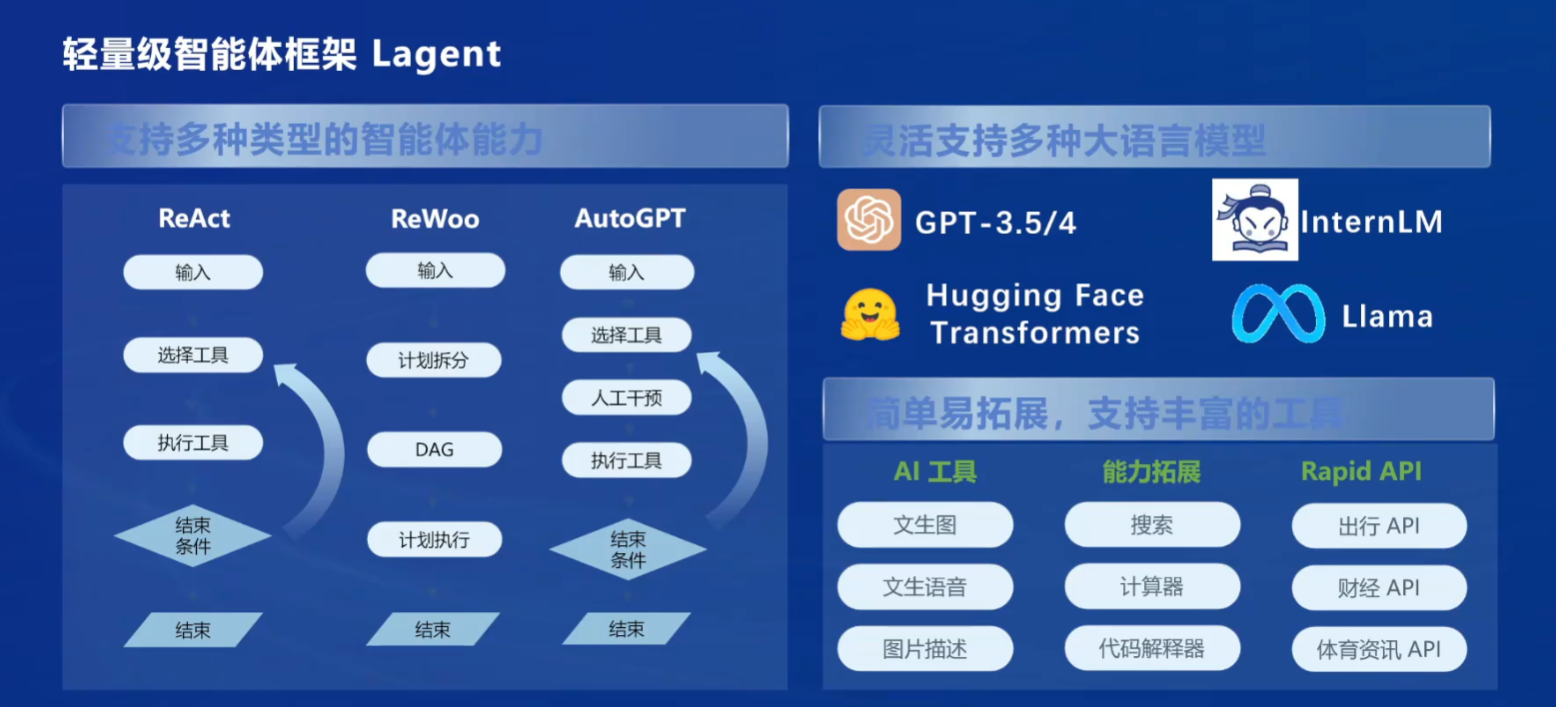 轻量级智能体框架 Lagent
支持多种类型的智能体能力
ReAct
输入
选择工具
执行工具
结束
条件
结束
ReWoo
输入
计划拆分
DAG
计划执行
结束
AutoGPT
输入
选择工具
人工干预
执行工具
结束
条件
结束
灵活支持多种大语言模型
GPT-3.5/4
InternLM
Hugging Face
Transformers
Llama
简单易拓展，支持丰富的工具
AI 工具
文生图
文生语音
图片描述
能力拓展
搜索
计算器
代码解释器
Rapid API
出行 API
财经 API
体育资讯 API